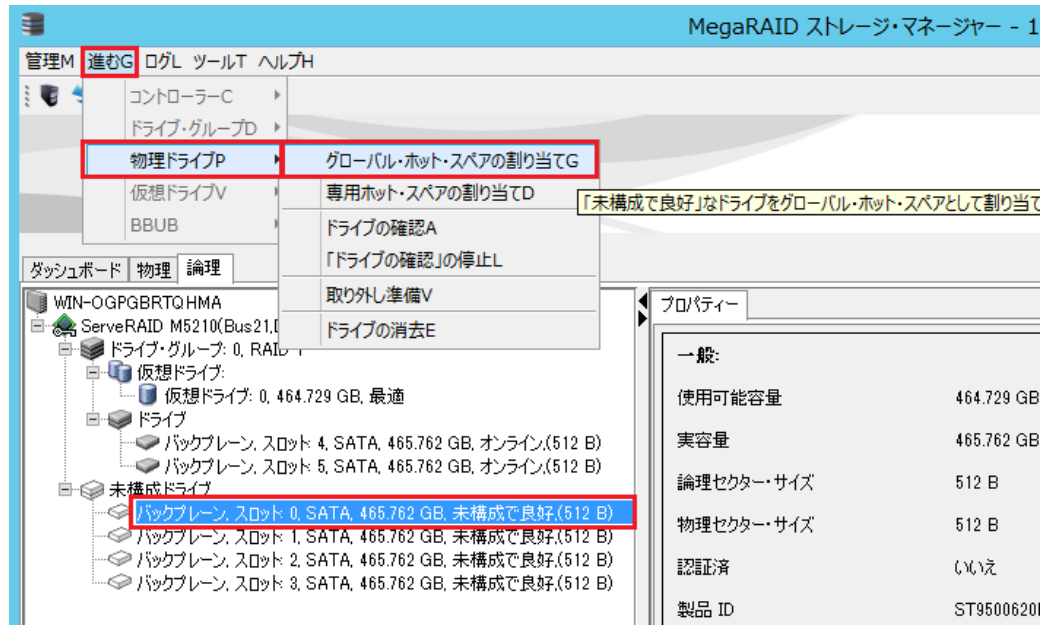 MegaRAID ストレージ・マネージャー - 1
管理M 進むG ログL ツールT ヘルプH
コントローラーC
ドライブ・グループD
物理ドライブP
グローバル・ホット・スペアの割り当てG
仮想ドライブV
専用ホット・スペアの割り当てD
「未構成で良好」なドライブをグローバル・ホット・スペアとして割り当て
BBUB
ドライブの確認A
「ドライブの確認」の停止L
取り外し準備V
ドライブの消去E
ダッシュボード 物理 論理
WIN-OGPGBRTQHMA
ServeRAID M5210(Bus21,
ドライブ・グループ: 0, RAID
仮想ドライブ:
仮想ドライブ: 0, 464.729 GB, 最適
ドライブ
バックプレーン, スロット: 4, SATA, 465.762 GB, オンライン,(512 B)
バックプレーン, スロット: 5, SATA, 465.762 GB, オンライン,(512 B)
未構成ドライブ
バックプレーン, スロット: 0, SATA, 465.762 GB, 未構成で良好,(512 B)
バックプレーン, スロット: 1, SATA, 465.762 GB, 未構成で良好,(512 B)
バックプレーン, スロット: 2, SATA, 465.762 GB, 未構成で良好,(512 B)
バックプレーン, スロット: 3, SATA, 465.762 GB, 未構成で良好,(512 B)
プロパティー
一般:
使用可能容量 464.729 GB
実容量 465.762 GB
論理セクター・サイズ 512 B
物理セクター・サイズ 512 B
認証済 いいえ
製品 ID ST9500620